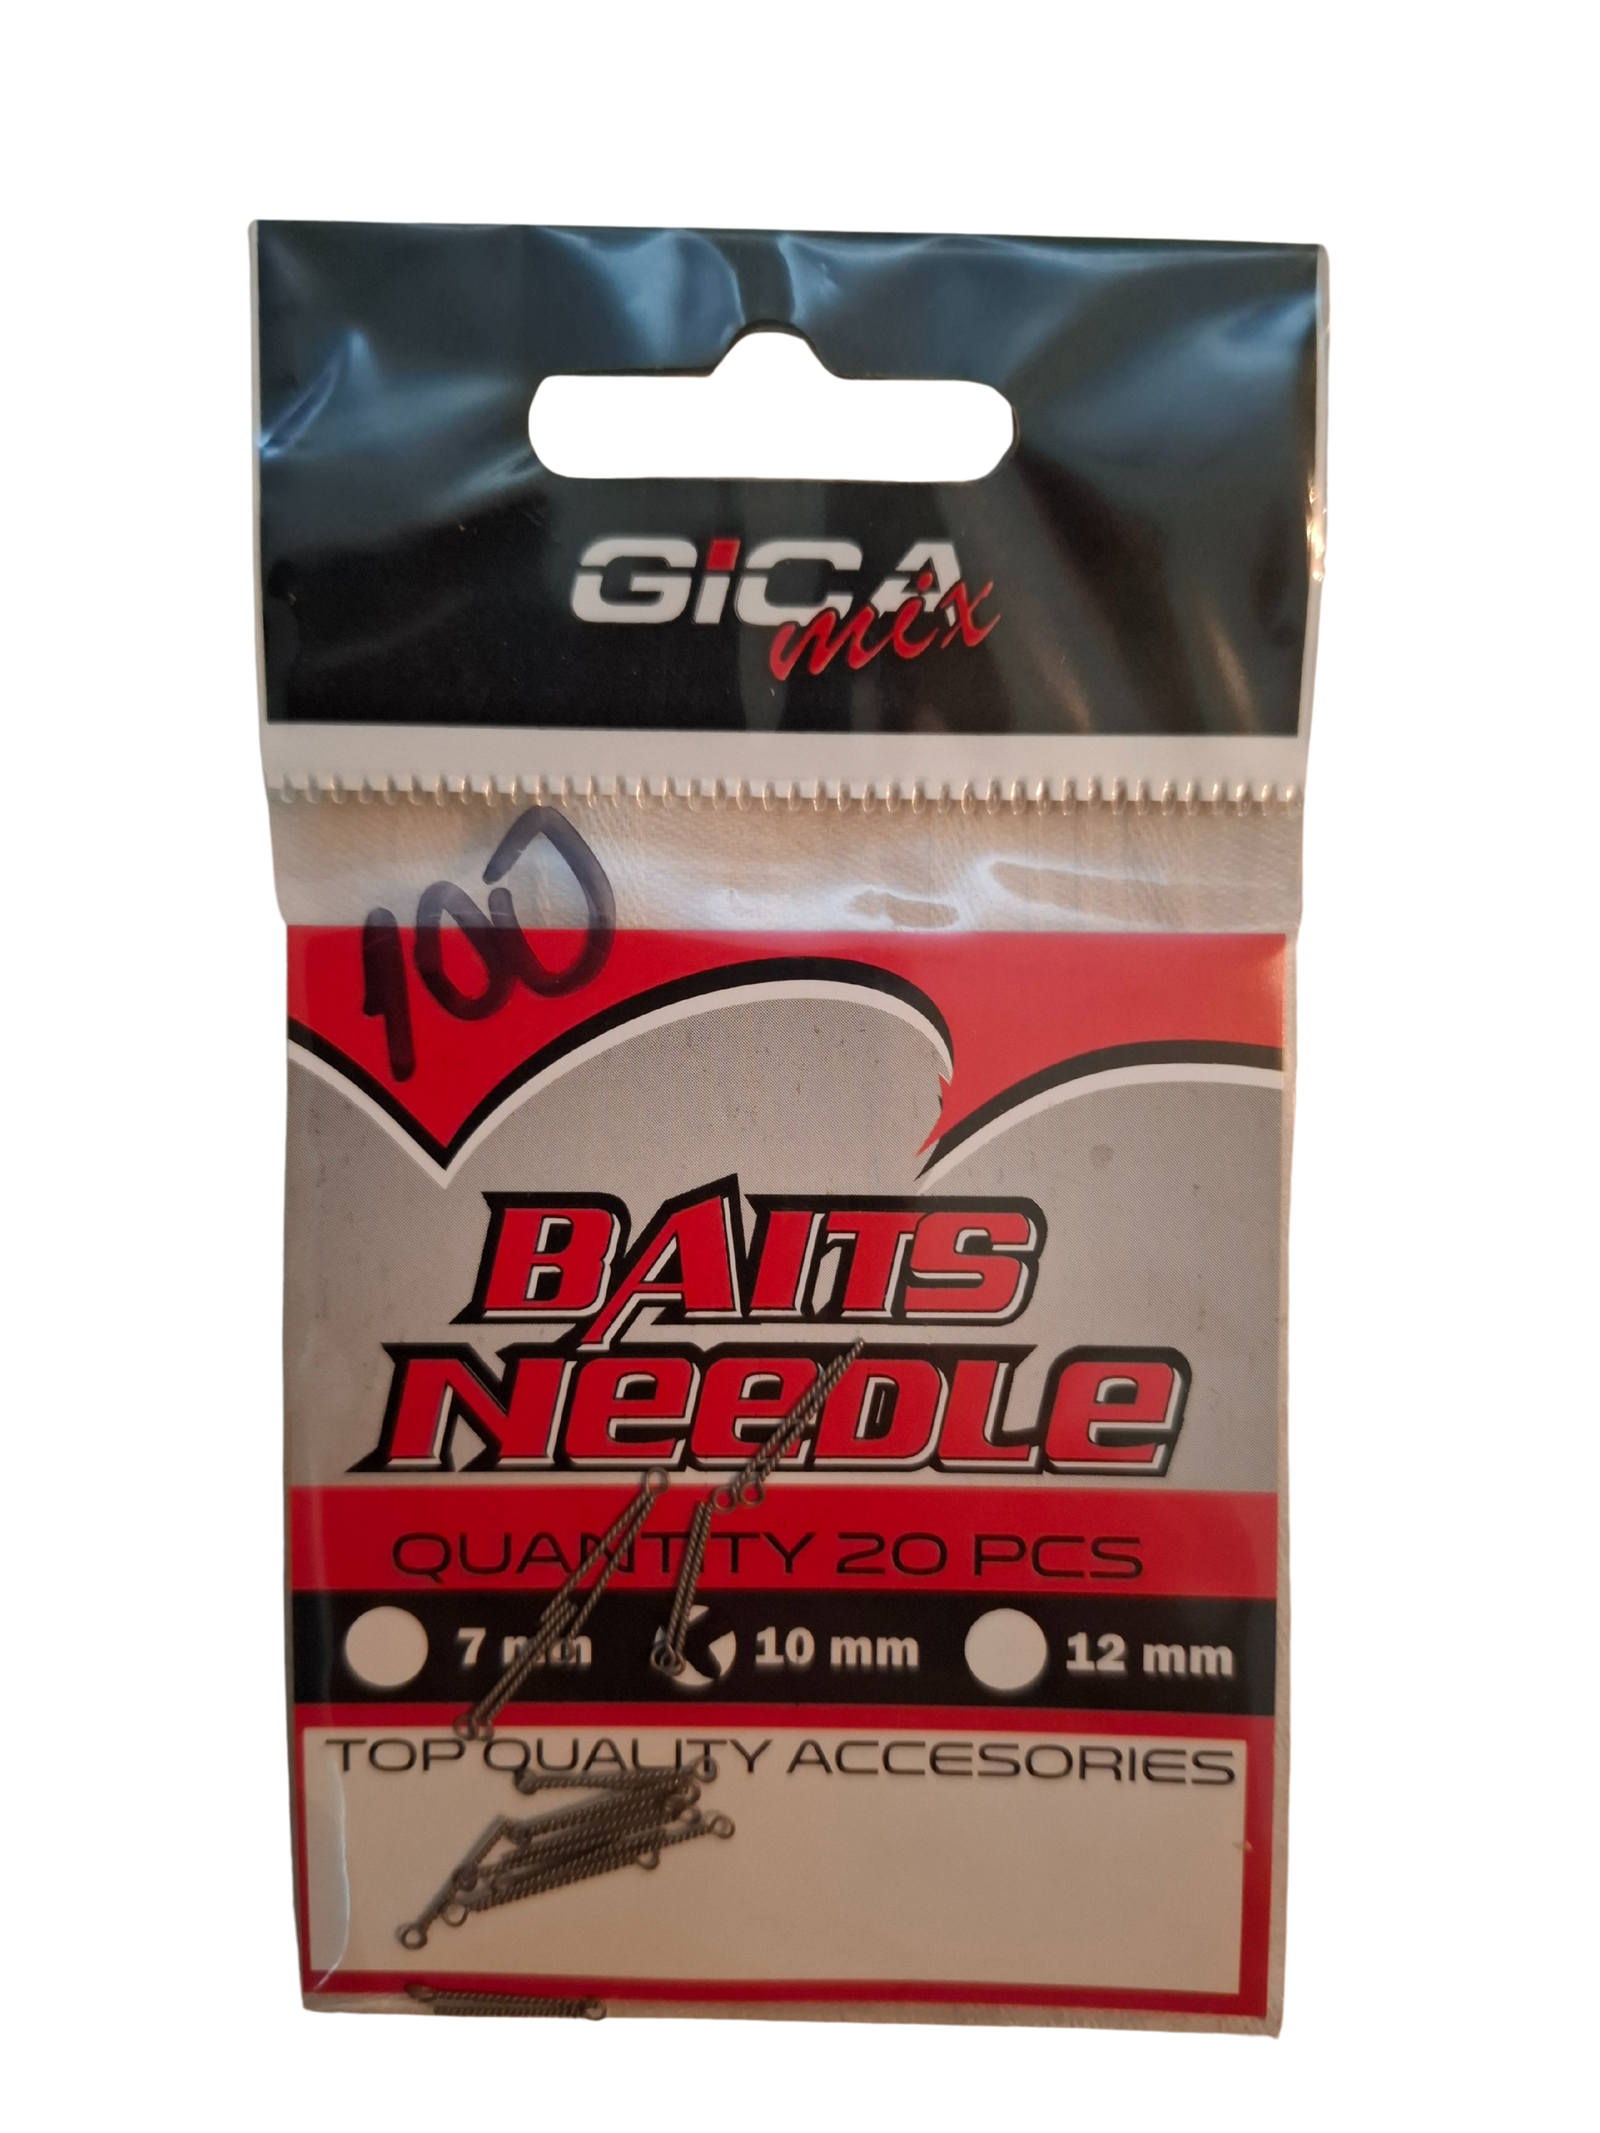 GiCA
mix
100
BAITS
NEEDLE
QUANTITY 20 PCS
7 mm 10 mm 12 mm
TOP QUALITY ACCESORIES